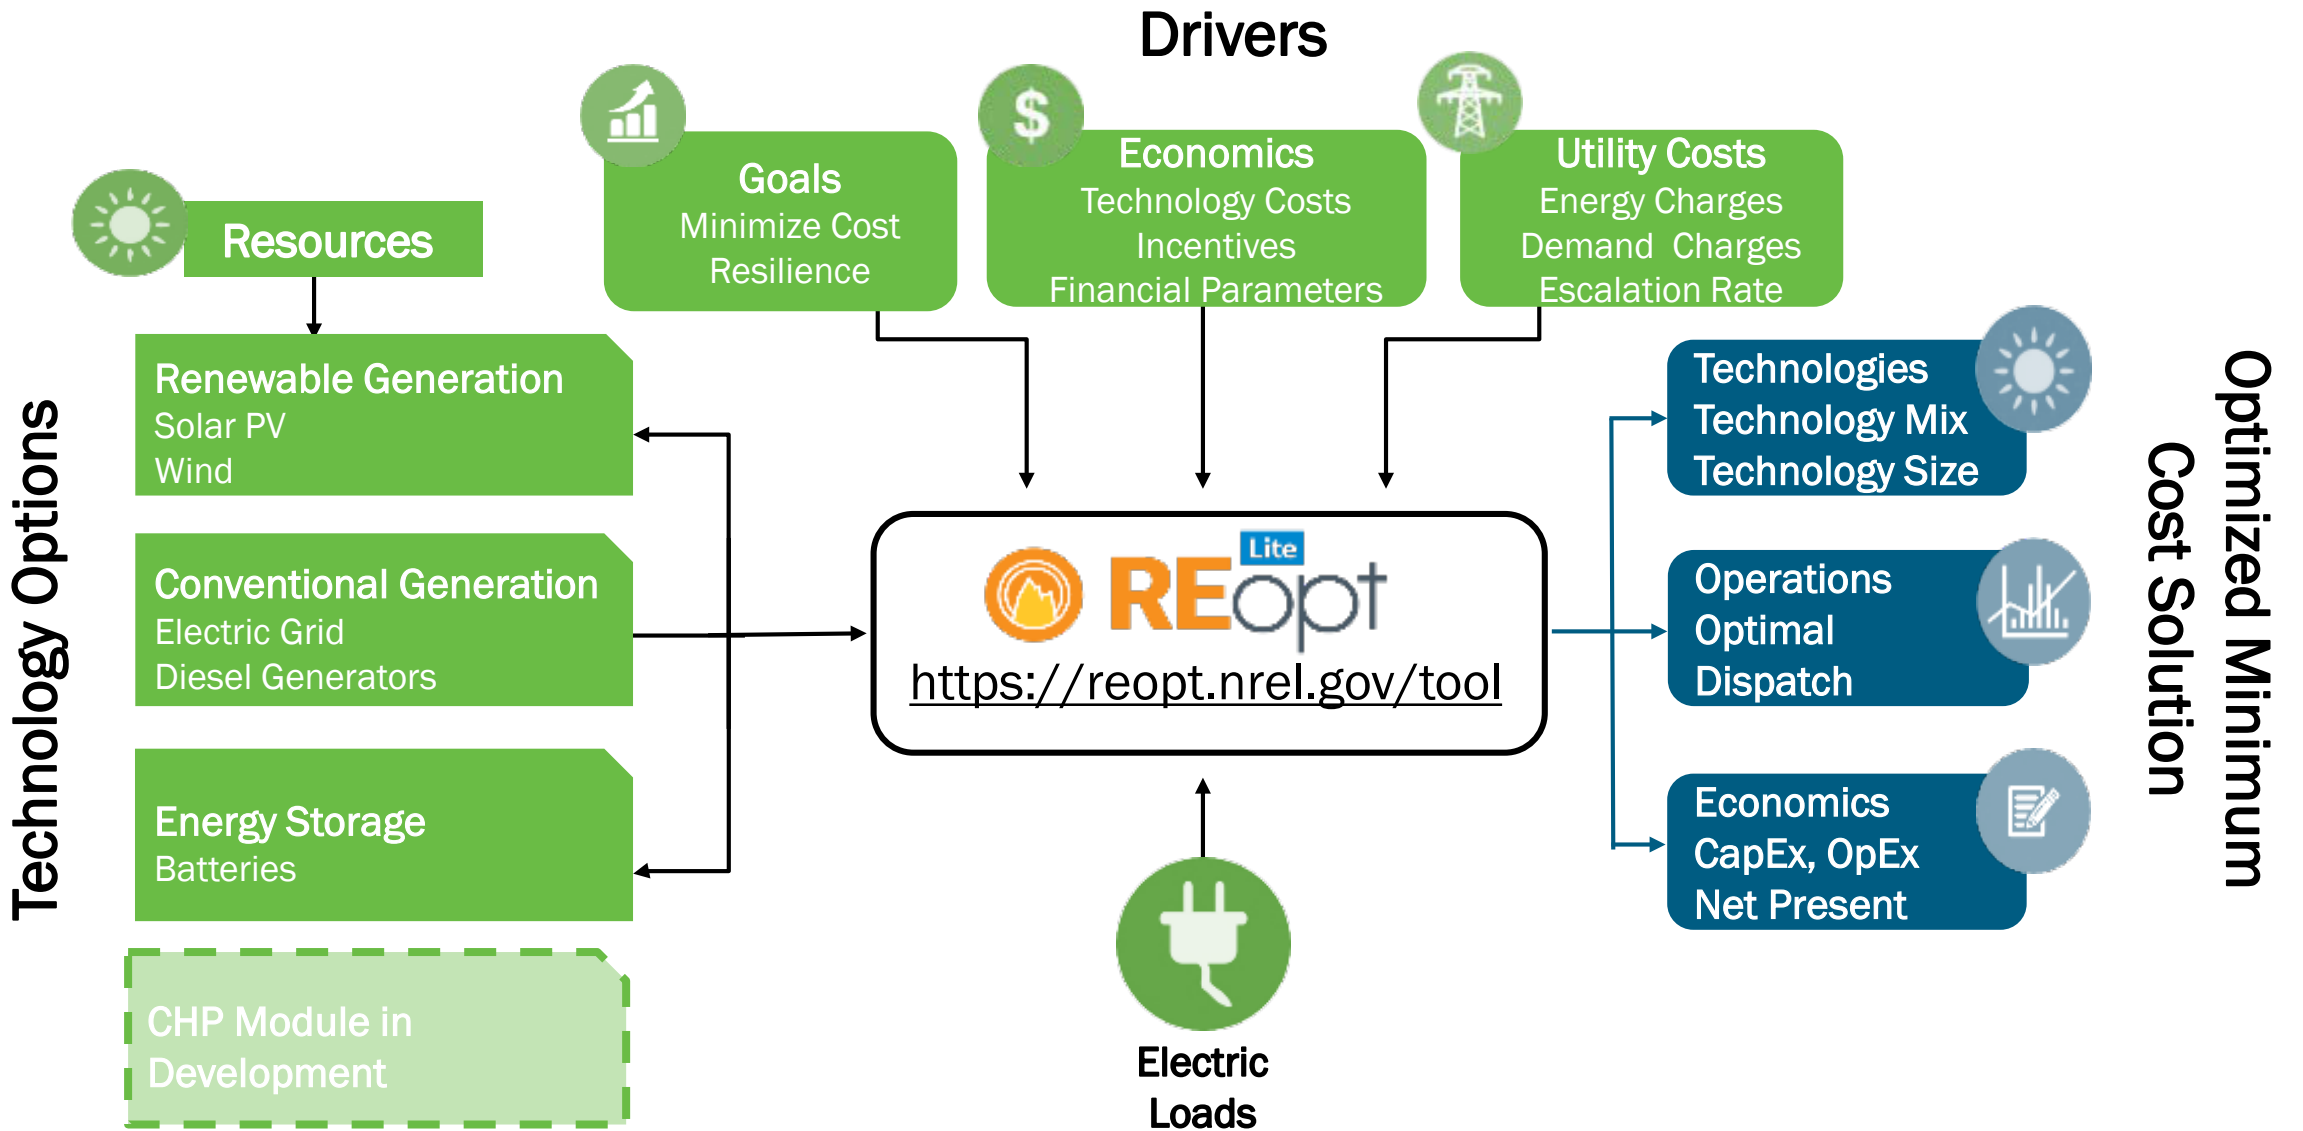 Drivers
Goals
Minimize Cost
Resilience
Economics
Technology Costs
Incentives
Financial Parameters
Utility Costs
Energy Charges
Demand Charges
Escalation Rate
Technology Options
Resources
Renewable Generation
Solar PV
Wind
Conventional Generation
Electric Grid
Diesel Generators
Energy Storage
Batteries
CHP Module in
Development
REopt Lite
https://reopt.nrel.gov/tool
Electric
Loads
Technologies
Technology Mix
Technology Size
Operations
Optimal
Dispatch
Economics
CapEx, OpEx
Net Present
Optimized Minimum
Cost Solution